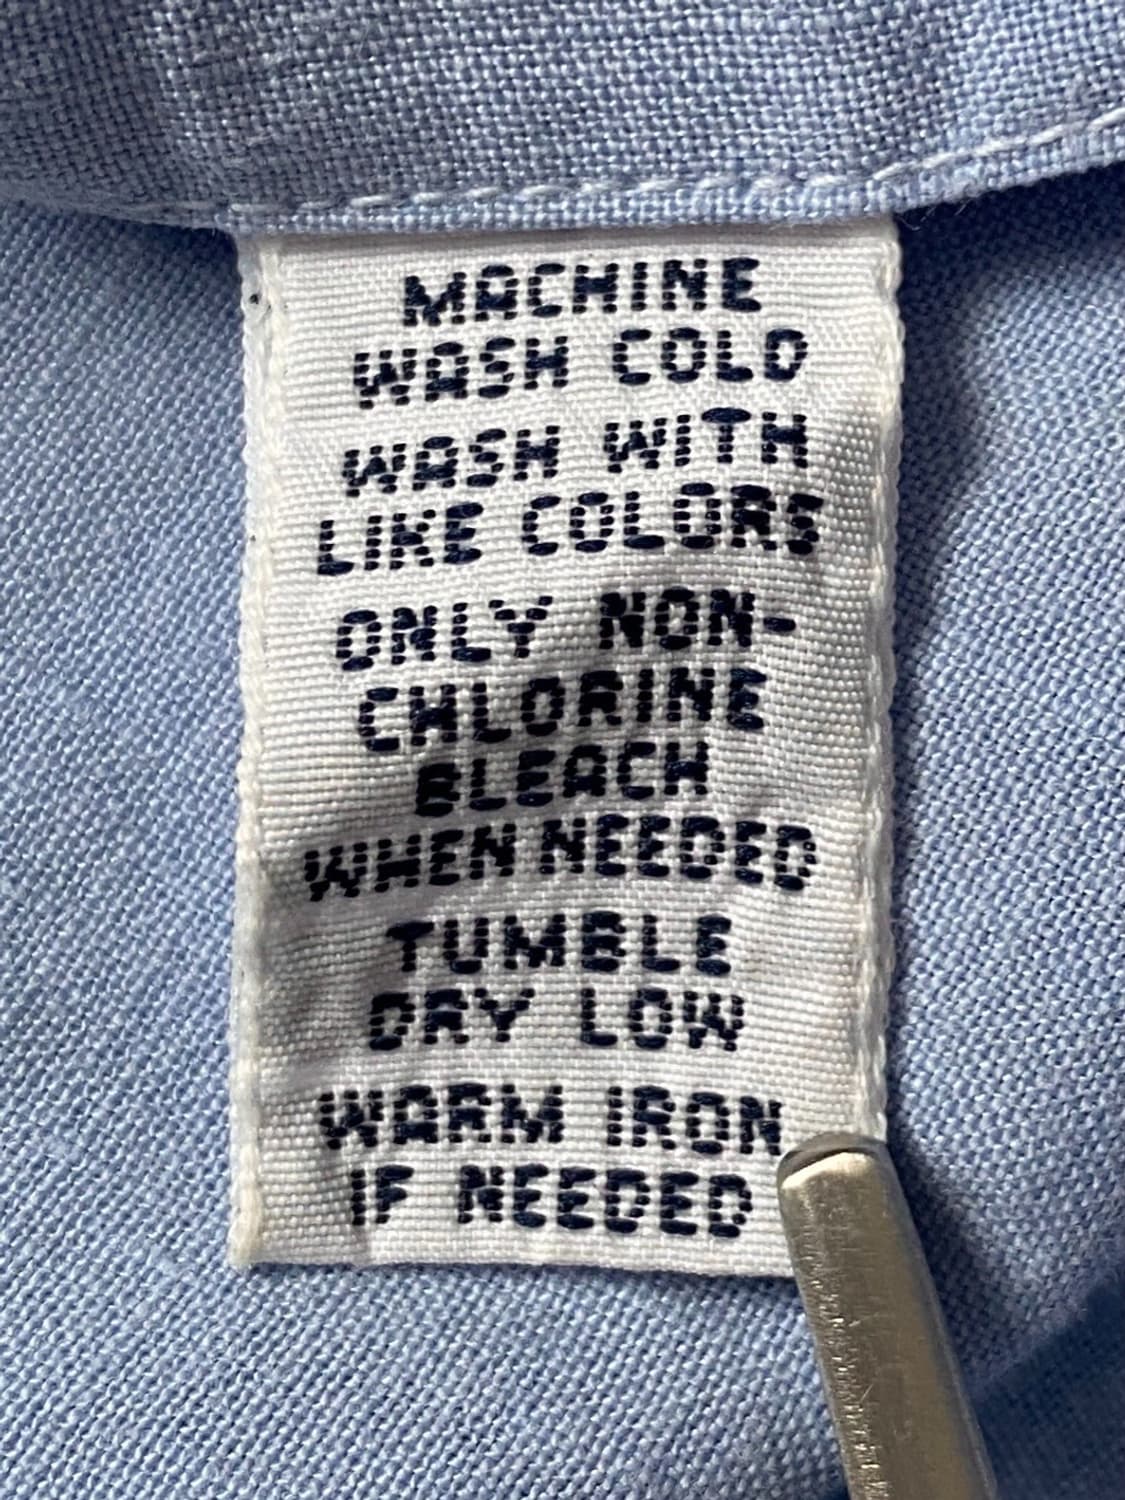 MACHINE
WASH COLD
WASH WITH
LIKE COLORS
ONLY NON-
CHLORINE
BLEACH
WHEN NEEDED
TUMBLE
DRY LOW
WARM IRON
IF NEEDED